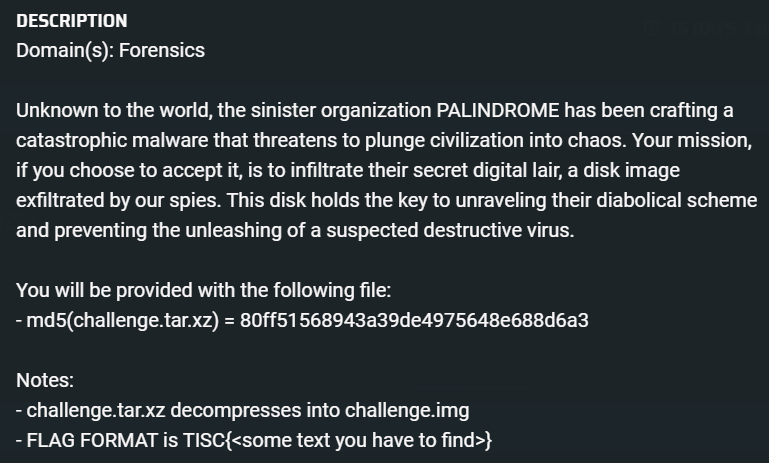 DESCRIPTION
Domain(s): Forensics
Unknown to the world, the sinister organization PALINDROME has been crafting a
catastrophic malware that threatens to plunge civilization into chaos. Your mission,
if you choose to accept it, is to infiltrate their secret digital lair, a disk image
exfiltrated by our spies. This disk holds the key to unraveling their diabolical scheme
and preventing the unleashing of a suspected destructive virus.
You will be provided with the following file:
- md5(challenge.tar.xz) = 80ff51568943a39de4975648e688d6a3
Notes:
- challenge.tar.xz decompresses into challenge.img
- FLAG FORMAT is TISC{<some text you have to find>}